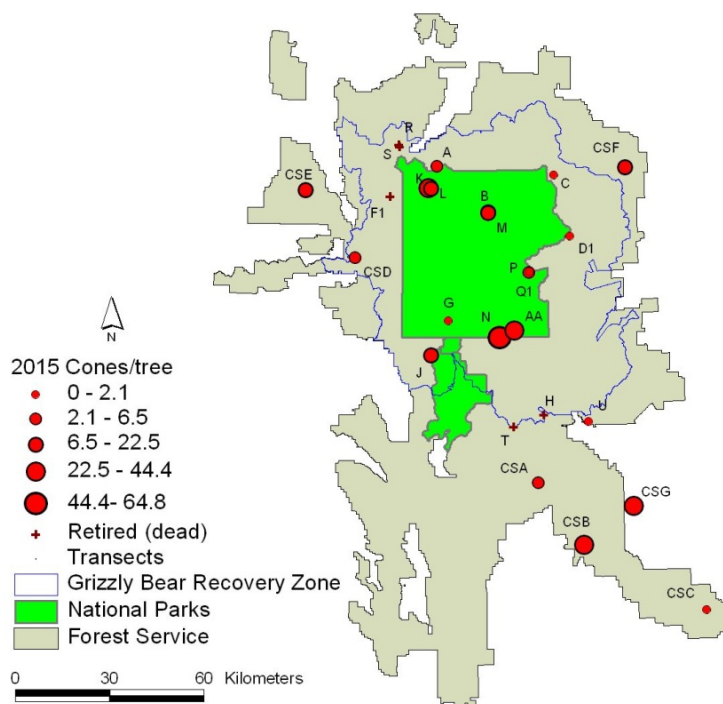 R
S
A
CSF
CSE
K
L
C
F1
B
M
D1
CSD
P
Q1
G
N
AA
N
J
2015 Cones/tree
0 - 2.1
2.1 - 6.5
6.5 - 22.5
22.5 - 44.4
44.4- 64.8
Retired (dead)
Transects
Grizzly Bear Recovery Zone
National Parks
Forest Service
H
U
T
CSA
CSG
CSB
CSC
0 30 60 Kilometers